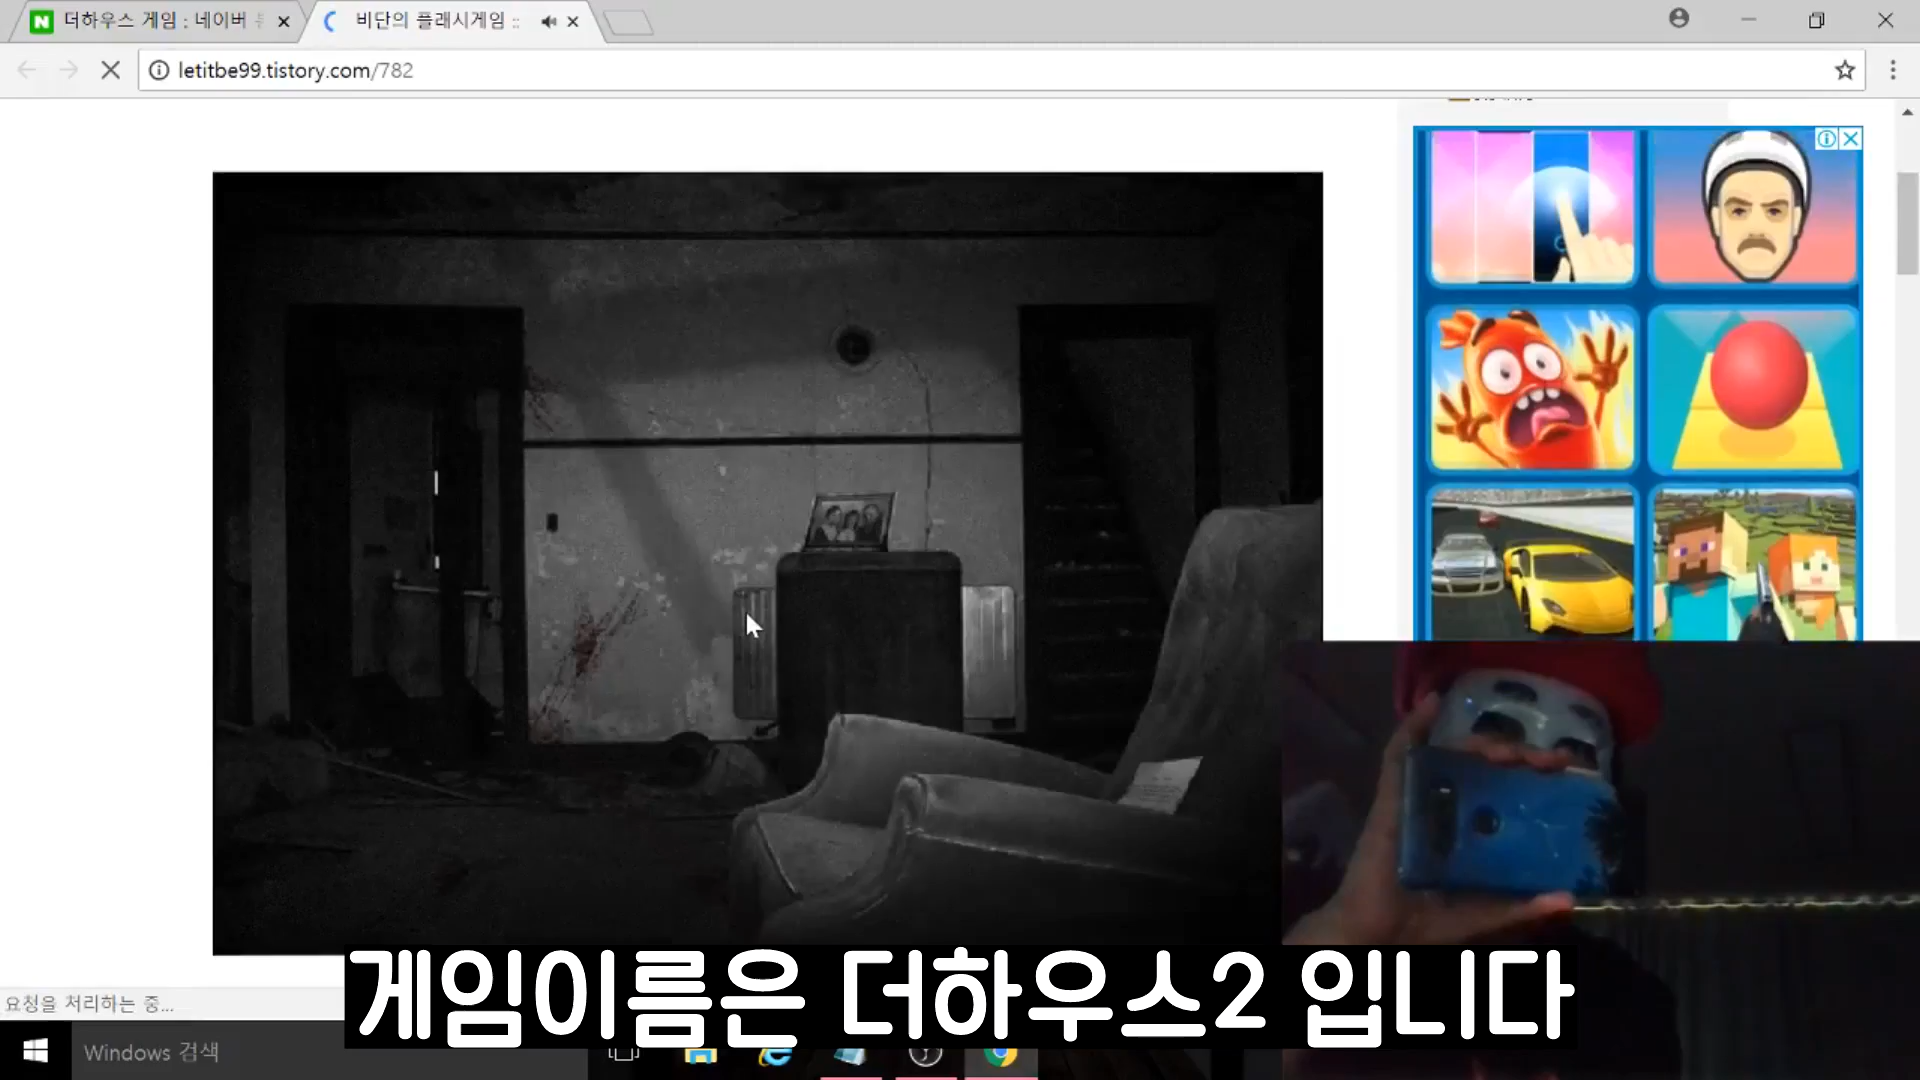 더하우스 게임 : 네이버
비단의 플래시게임 ::
letitbe99.tistory.com/782
게임이름은 더하우스2 입니다
요청을 처리하는 중...
Windows 검색